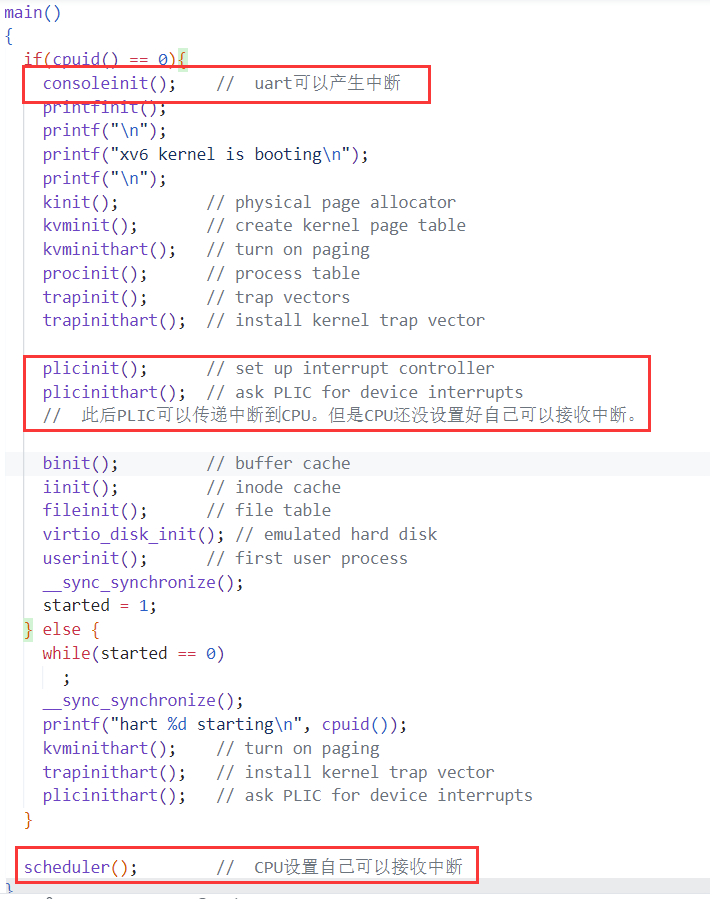 main()
{
if(cpuid() == 0){
consoleinit();    //  uart可以产生中断
printfinit();
printf("\n");
printf("xv6 kernel is booting\n");
printf("\n");
kinit();         // physical page allocator
kvminit();       // create kernel page table
kvminithart();   // turn on paging
procinit();      // process table
trapinit();      // trap vectors
trapinithart();  // install kernel trap vector
plicinit();      // set up interrupt controller
plicinithart();  // ask PLIC for device interrupts
//  此后PLIC可以传递中断到CPU。但是CPU还没设置好自己可以接收中断。
binit();         // buffer cache
iinit();         // inode cache
fileinit();      // file table
virtio_disk_init(); // emulated hard disk
userinit();      // first user process
__sync_synchronize();
started = 1;
} else {
while(started == 0)
;
__sync_synchronize();
printf("hart %d starting\n", cpuid());
kvminithart();    // turn on paging
trapinithart();   // install kernel trap vector
plicinithart();   // ask PLIC for device interrupts
}
scheduler();        //  CPU设置自己可以接收中断
}